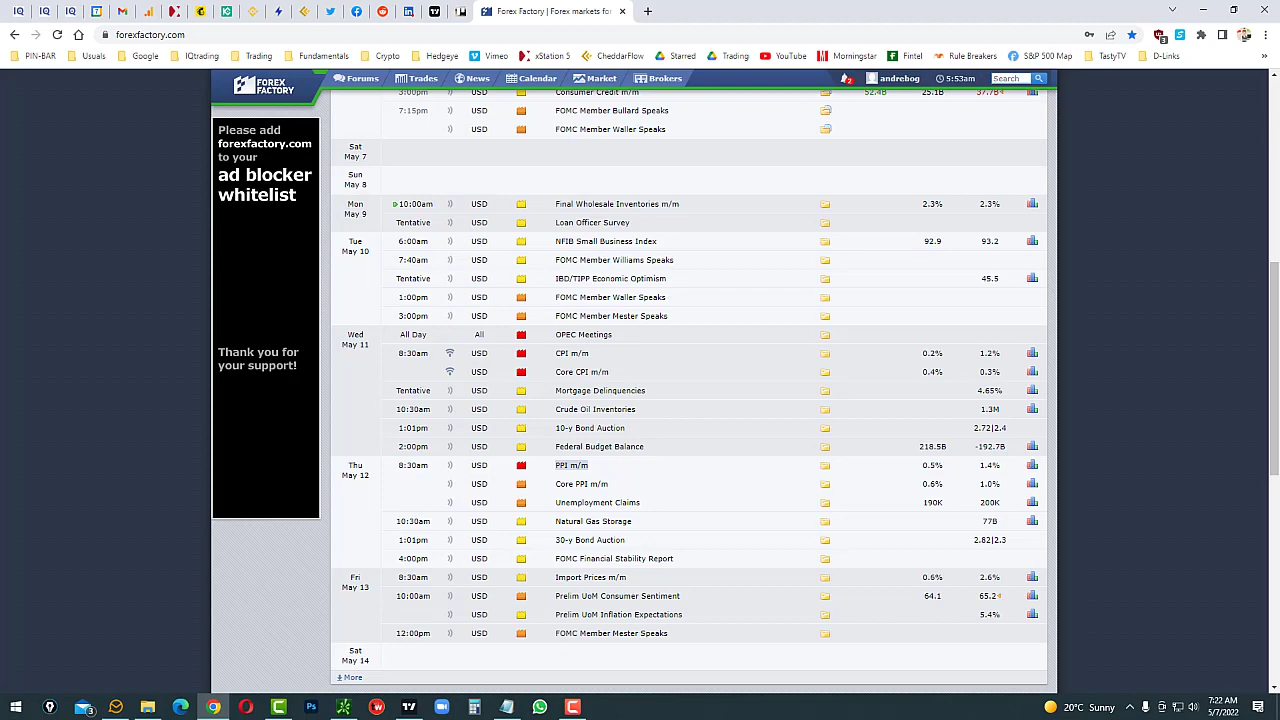 Forex Factory | Forex markets for
forexfactory.com
PIN-BAR
Usuals
Google
IQtrading
Trading
Fundamentals
Crypto
Hedgeye
Vimeo
xStation 5
CheddarFlow
Starred
Trading
YouTube
Morningstar
Fintel
Rule Breakers
S&P 500 Map
TastyTV
D-Links
FOREX FACTORY
Forums
Trades
News
Calendar
Market
Brokers
2
andrebog
5:53am
Search
Please add
forexfactory.com
to your
ad blocker
whitelist
Thank you for
your support!
3:00pm USD Consumer Credit m/m 52.4B 25.1B 37.7B
7:15pm USD FOMC Member Bullard Speaks
USD FOMC Member Waller Speaks
Sat
May 7
Sun
May 8
Mon
May 9
10:00am USD Final Wholesale Inventories m/m 2.3% 2.3%
Tentative USD Loan Officer Survey
Tue
May 10
6:00am USD NFIB Small Business Index 92.9 93.2
7:40am USD FOMC Member Williams Speaks
Tentative USD IBD/TIPP Economic Optimism 45.5
1:00pm USD FOMC Member Waller Speaks
3:00pm USD FOMC Member Mester Speaks
Wed
May 11
All Day All OPEC Meetings
8:30am USD CPI m/m 0.2% 1.2%
USD Core CPI m/m 0.4% 0.3%
Tentative USD Mortgage Delinquencies 4.65%
10:30am USD Crude Oil Inventories 1.3M
1:01pm USD 10-y Bond Auction 2.72|2.4
2:00pm USD Federal Budget Balance 218.5B -192.7B
Thu
May 12
8:30am USD PPI m/m 0.5% 1.4%
USD Core PPI m/m 0.6% 1.0%
USD Unemployment Claims 190K 200K
10:30am USD Natural Gas Storage 77B
1:01pm USD 30-y Bond Auction 2.82|2.3
4:00pm USD FOMC Financial Stability Report
Fri
May 13
8:30am USD Import Prices m/m 0.6% 2.6%
10:00am USD Prelim UoM Consumer Sentiment 64.1 65.2
USD Prelim UoM Inflation Expectations 5.4%
12:00pm USD FOMC Member Mester Speaks
Sat
May 14
More
20°C Sunny
7:22 AM
5/7/2022